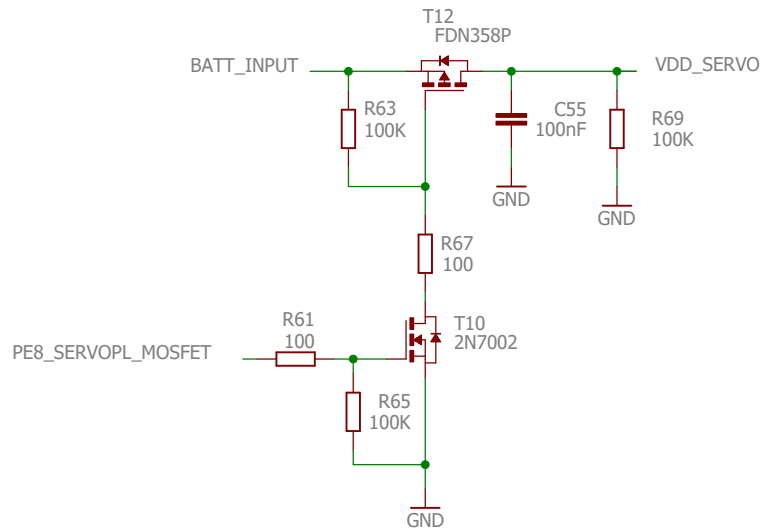 T12
FDN358P
BATT_INPUT
VDD_SERVO
R63
100K
C55
100nF
R69
100K
GND
GND
R67
100
R61
100
T10
2N7002
PE8_SERVOPL_MOSFET
R65
100K
GND